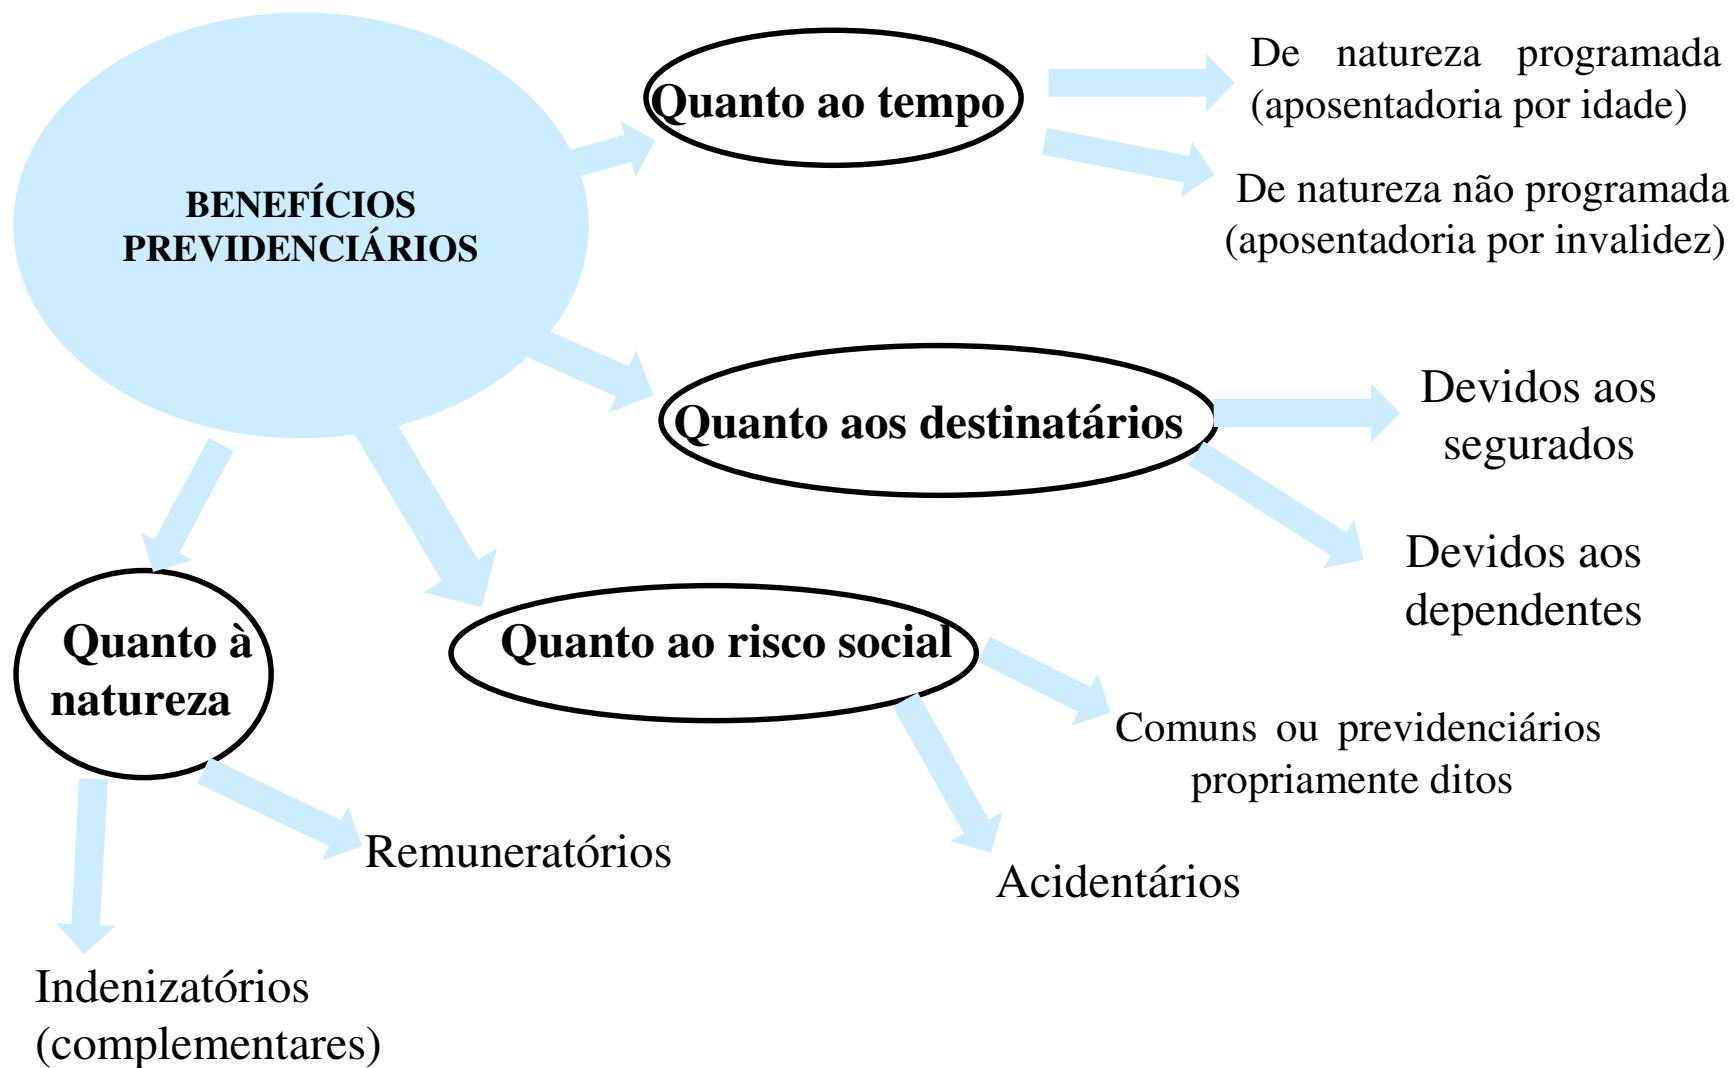 BENEFÍCIOS
PREVIDENCIÁRIOS
Quanto ao tempo
De natureza programada
(aposentadoria por idade)
De natureza não programada
(aposentadoria por invalidez)
Quanto aos destinatários
Devidos aos
segurados
Devidos aos
dependentes
Quanto ao risco social
Comuns ou previdenciários
propriamente ditos
Acidentários
Quanto à
natureza
Remuneratórios
Indenizatórios
(complementares)